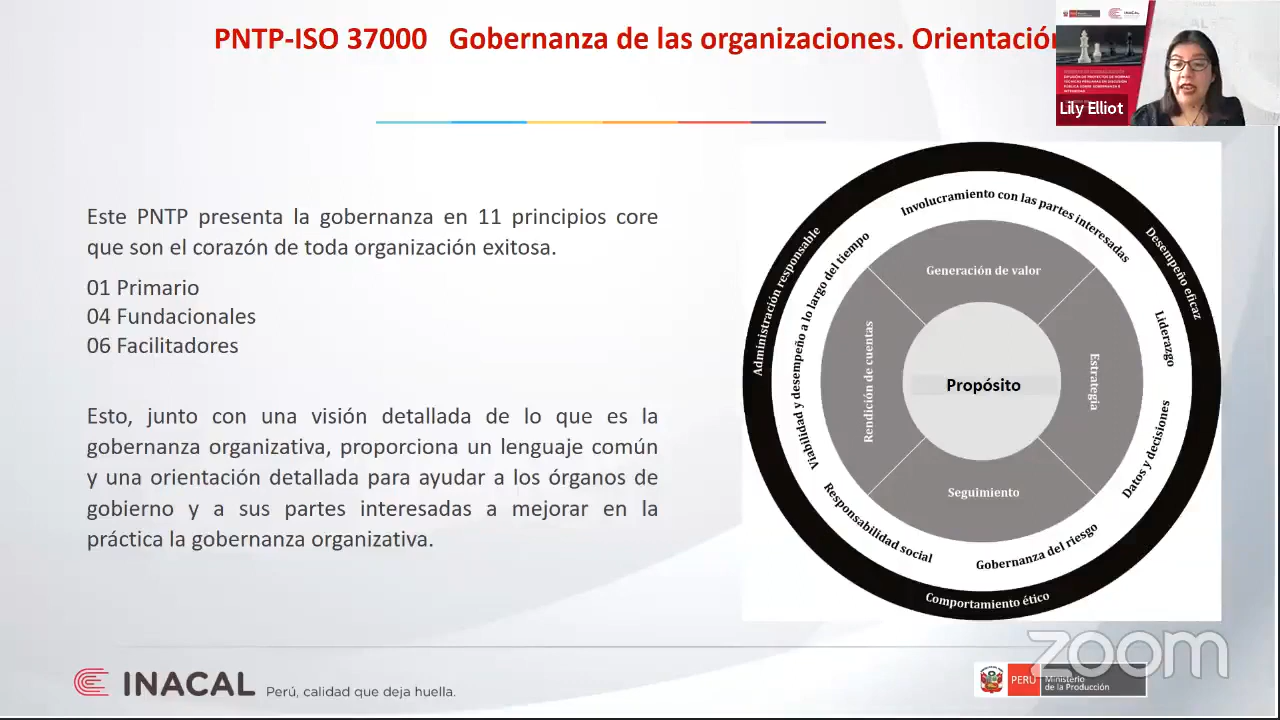 PNTP-ISO 37000 Gobernanza de las organizaciones. Orientación
Lily Elliot
Este PNTP presenta la gobernanza en 11 principios core
que son el corazón de toda organización exitosa.
01 Primario
04 Fundacionales
06 Facilitadores
Esto, junto con una visión detallada de lo que es la
gobernanza organizativa, proporciona un lenguaje común
y una orientación detallada para ayudar a los órganos de
gobierno y a sus partes interesadas a mejorar en la
práctica la gobernanza organizativa.
Administración responsable
Desempeño eficaz
Comportamiento ético
Involucramiento con las partes interesadas
Liderazgo
Datos y decisiones
Gobernanza del riesgo
Responsabilidad social
Viabilidad y desempeño a lo largo del tiempo
Generación de valor
Estrategia
Seguimiento
Rendición de cuentas
Propósito
zoom
INACAL Perú, calidad que deja huella.
PERÚ
Ministerio
de la Producción